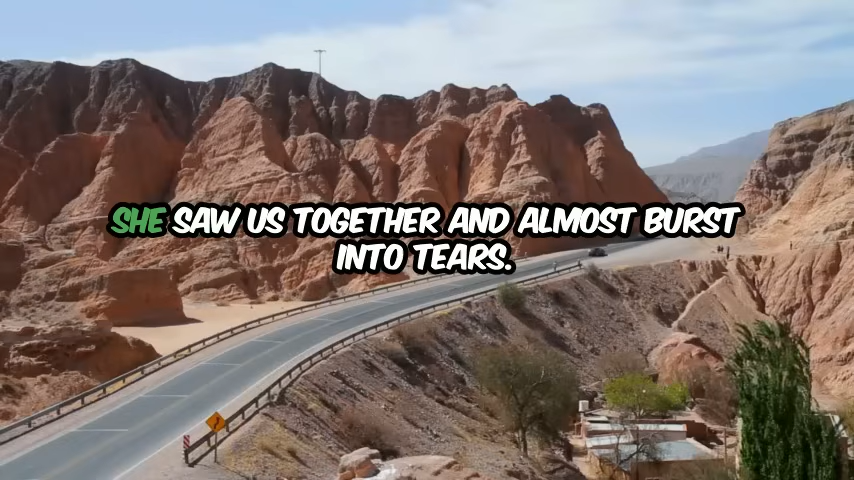 SHE SAW US TOGETHER AND ALMOST BURST
INTO TEARS.